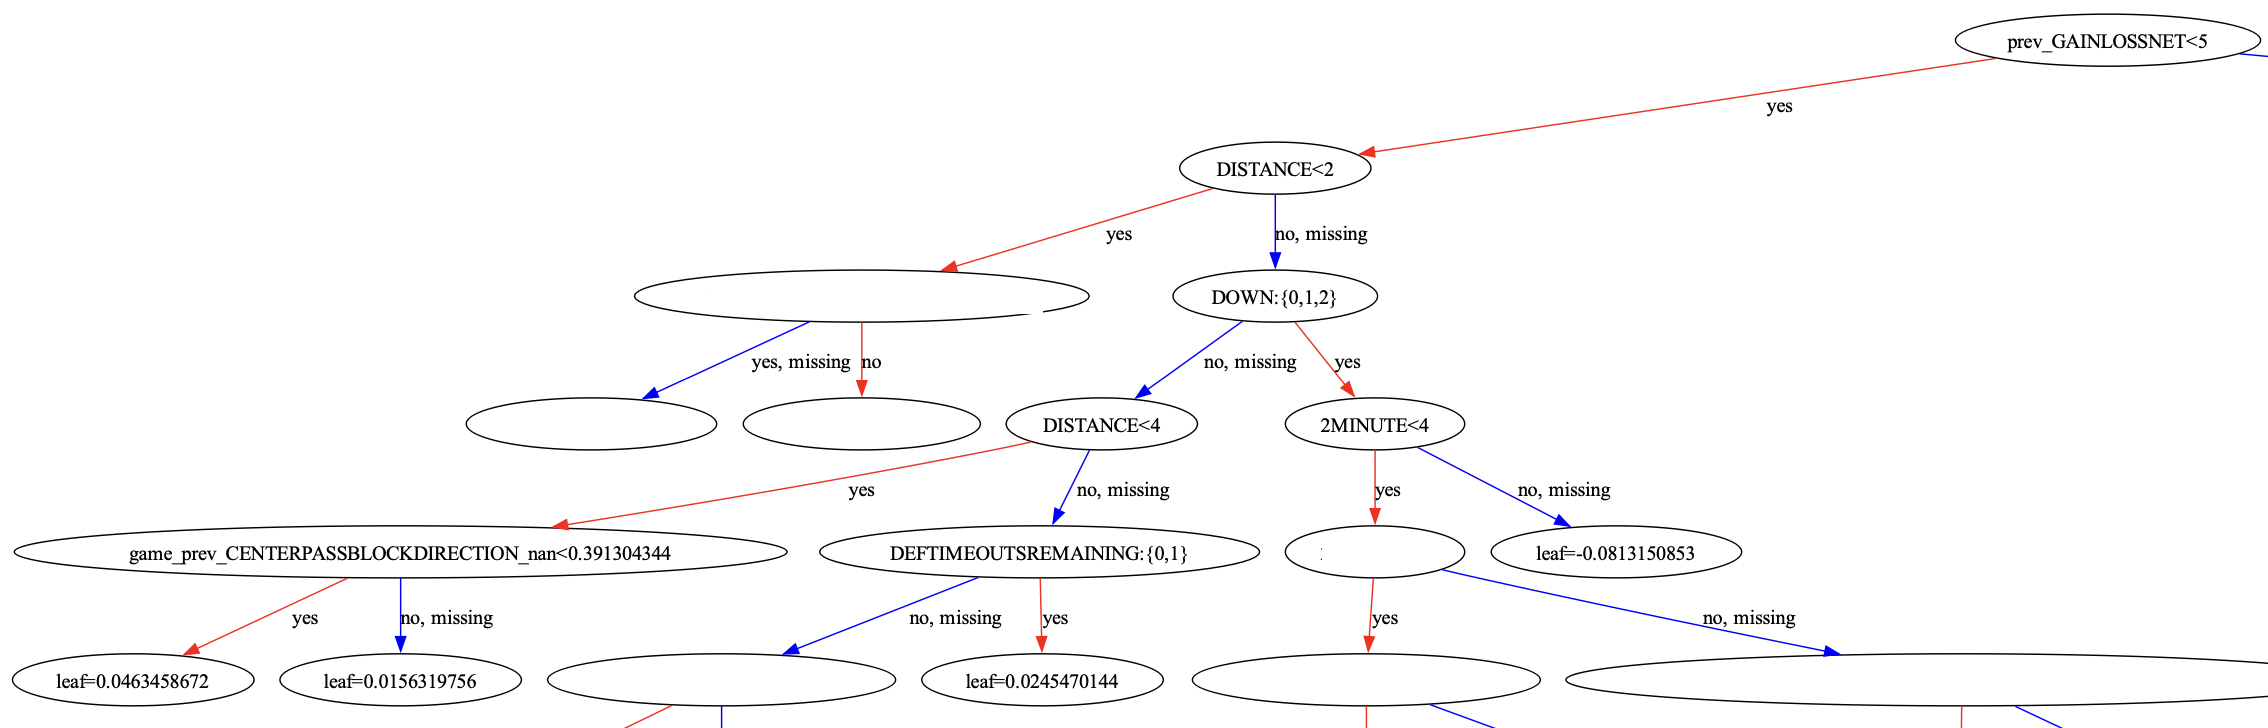 prev_GAINLOSSNET<5
yes
DISTANCE<2
yes
no, missing
DOWN:{0,1,2}
yes, missing
no
no, missing
yes
DISTANCE<4
2MINUTE<4
yes
no, missing
yes
no, missing
game_prev_CENTERPASSBLOCKDIRECTION_nan<0.391304344
DEFTIMEOUTSREMAINING:{0,1}
leaf=-0.0813150853
yes
no, missing
no, missing
yes
yes
no, missing
leaf=0.0463458672
leaf=0.0156319756
leaf=0.0245470144